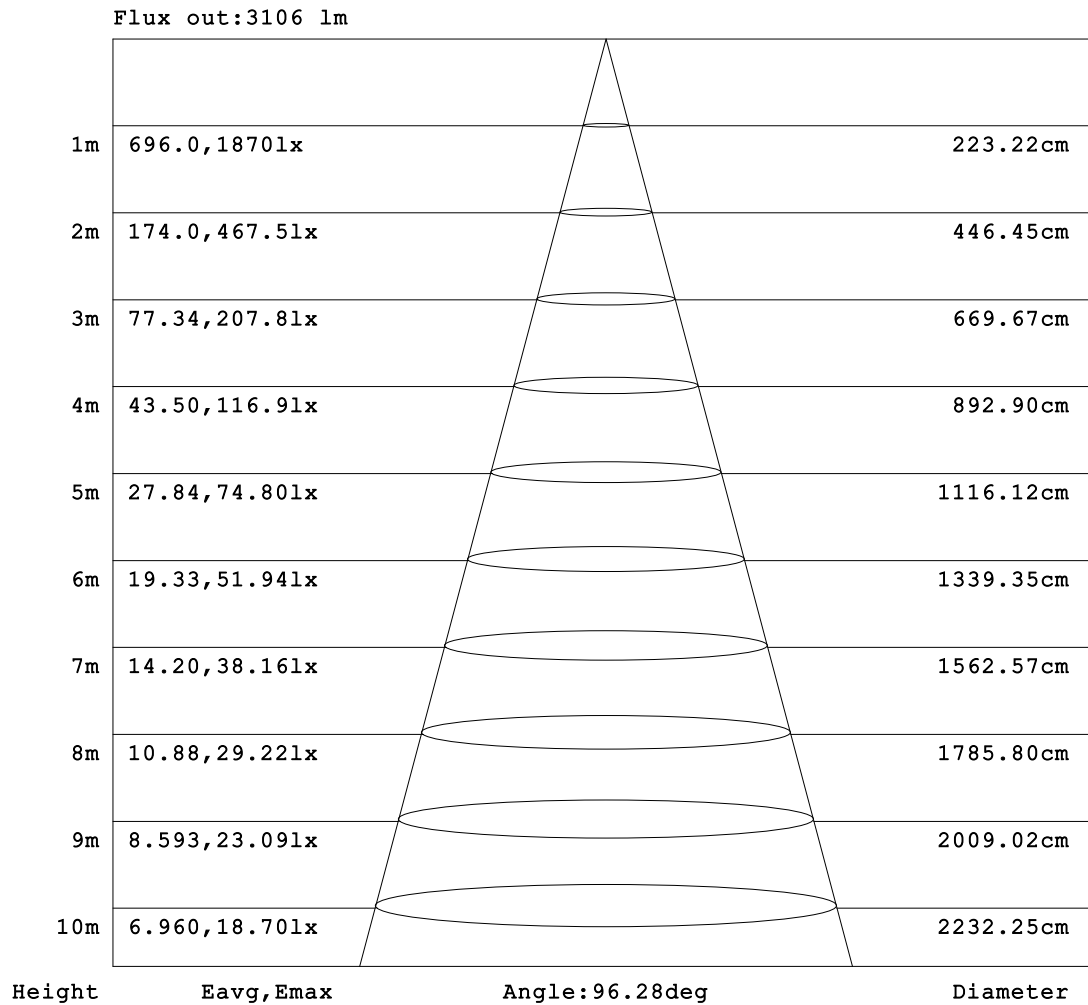 Flux out:3106 lm
1m 696.0,1870lx 223.22cm
2m 174.0,467.5lx 446.45cm
3m 77.34,207.8lx 669.67cm
4m 43.50,116.9lx 892.90cm
5m 27.84,74.80lx 1116.12cm
6m 19.33,51.94lx 1339.35cm
7m 14.20,38.16lx 1562.57cm
8m 10.88,29.22lx 1785.80cm
9m 8.593,23.09lx 2009.02cm
10m 6.960,18.70lx 2232.25cm
Height Eavg,Emax Angle:96.28deg Diameter